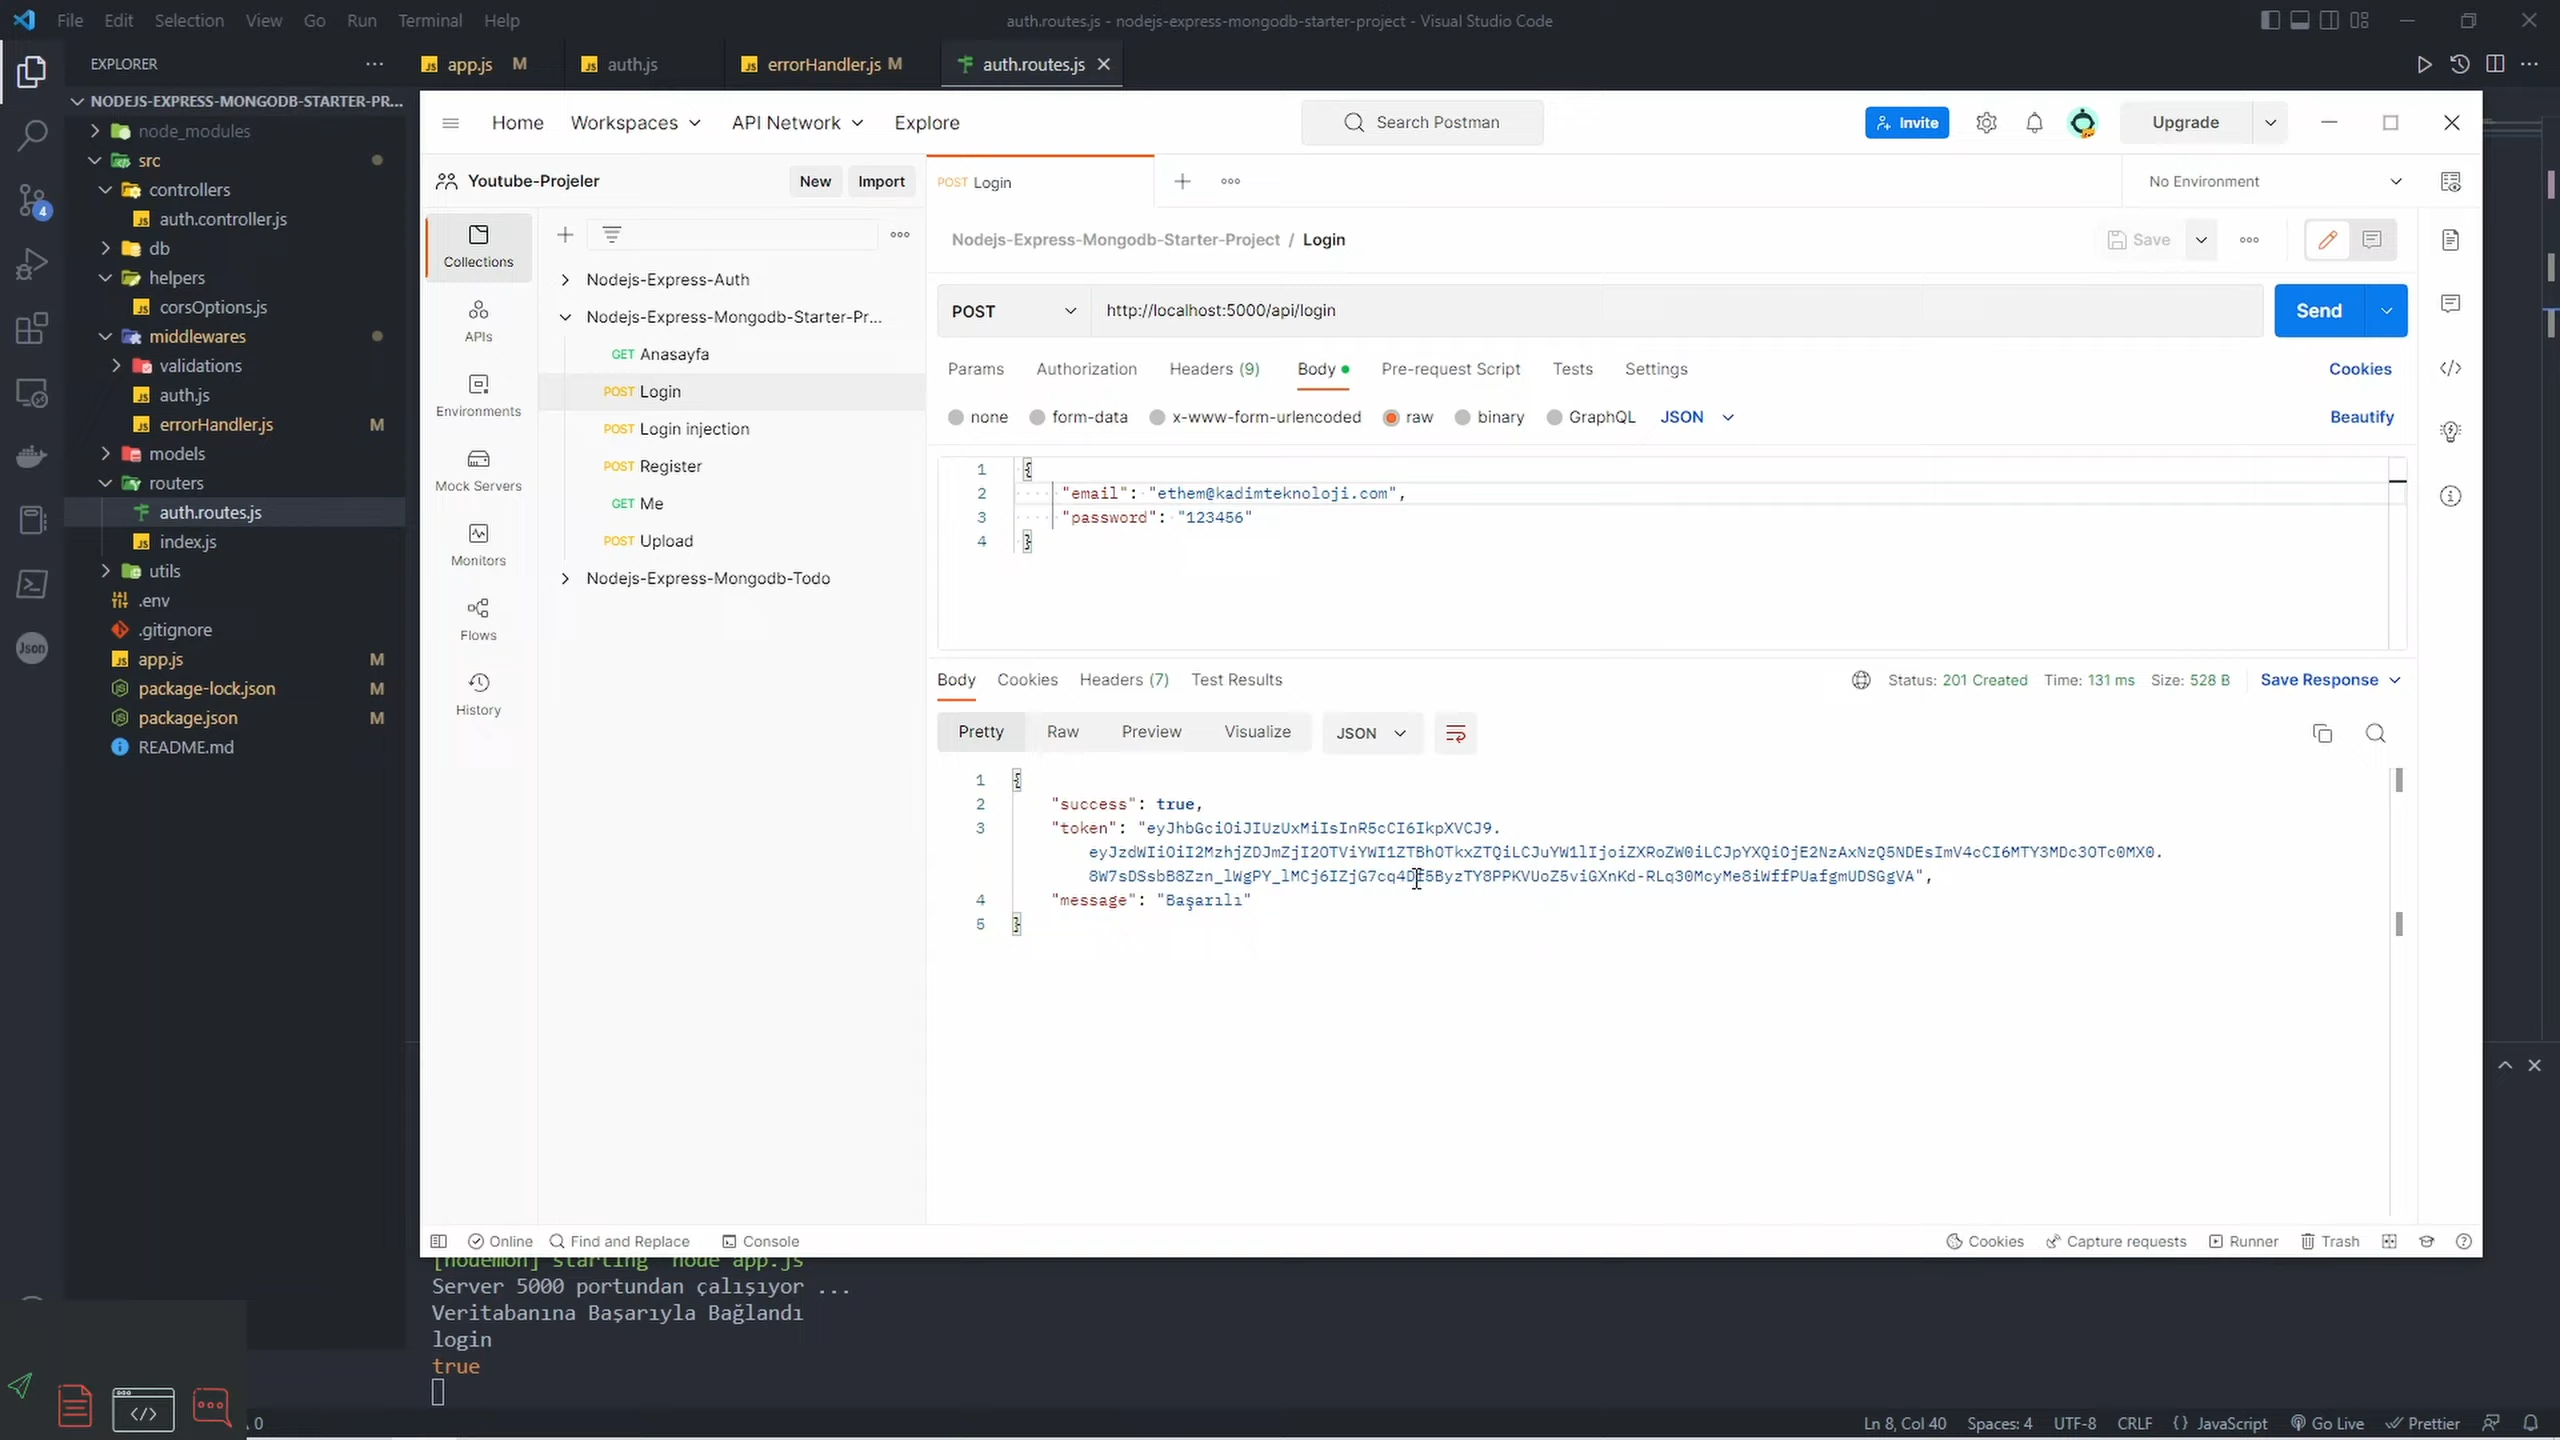 File Edit Selection View Go Run Terminal Help
auth.routes.js - nodejs-express-mongodb-starter-project - Visual Studio Code
EXPLORER
app.js M
auth.js
errorHandler.js M
auth.routes.js
NODEJS-EXPRESS-MONGODB-STARTER-PR...
node_modules
src
controllers
auth.controller.js
db
helpers
corsOptions.js
middlewares
validations
auth.js
errorHandler.js M
models
routers
auth.routes.js
index.js
utils
.env
.gitignore
app.js M
package-lock.json M
package.json M
README.md
4
Json
Home Workspaces API Network Explore
Search Postman
Invite
Upgrade
Youtube-Projeler
New Import
POST Login
No Environment
Collections
APIs
Environments
Mock Servers
Monitors
Flows
History
Nodejs-Express-Auth
Nodejs-Express-Mongodb-Starter-Pr...
GET Anasayfa
POST Login
POST Login injection
POST Register
GET Me
POST Upload
Nodejs-Express-Mongodb-Todo
Nodejs-Express-Mongodb-Starter-Project / Login
Save
POST
http://localhost:5000/api/login
Send
Params Authorization Headers (9) Body Pre-request Script Tests Settings
Cookies
none form-data x-www-form-urlencoded raw binary GraphQL JSON
Beautify
1 {
2 "email": "ethem@kadimteknoloji.com",
3 "password": "123456"
4 }
Body Cookies Headers (7) Test Results
Status: 201 Created Time: 131 ms Size: 528 B
Save Response
Pretty Raw Preview Visualize JSON
1 {
2 "success": true,
3 "token": "eyJhbGciOiJIUzUxMiIsInR5cCI6IkpXVCJ9.
eyJzdWIiOiI2MzhjZDJmZjI2OTViYWI1ZTBhOTkxZTQiLCJuYW1lIjoiZXRoZW0iLCJpYXQiOjE2NzAxNzQ5NDEsImV4cCI6MTY3MDc3OTc0MX0.
4 "message": "Başarılı"
5 }
Online Find and Replace Console
Cookies Capture requests Runner Trash
[nodemon] starting `node app.js`
Server 5000 portundan çalışıyor ...
Veritabanına Başarıyla Bağlandı
login
true
0
Ln 8, Col 40 Spaces: 4 UTF-8 CRLF {} JavaScript Go Live Prettier